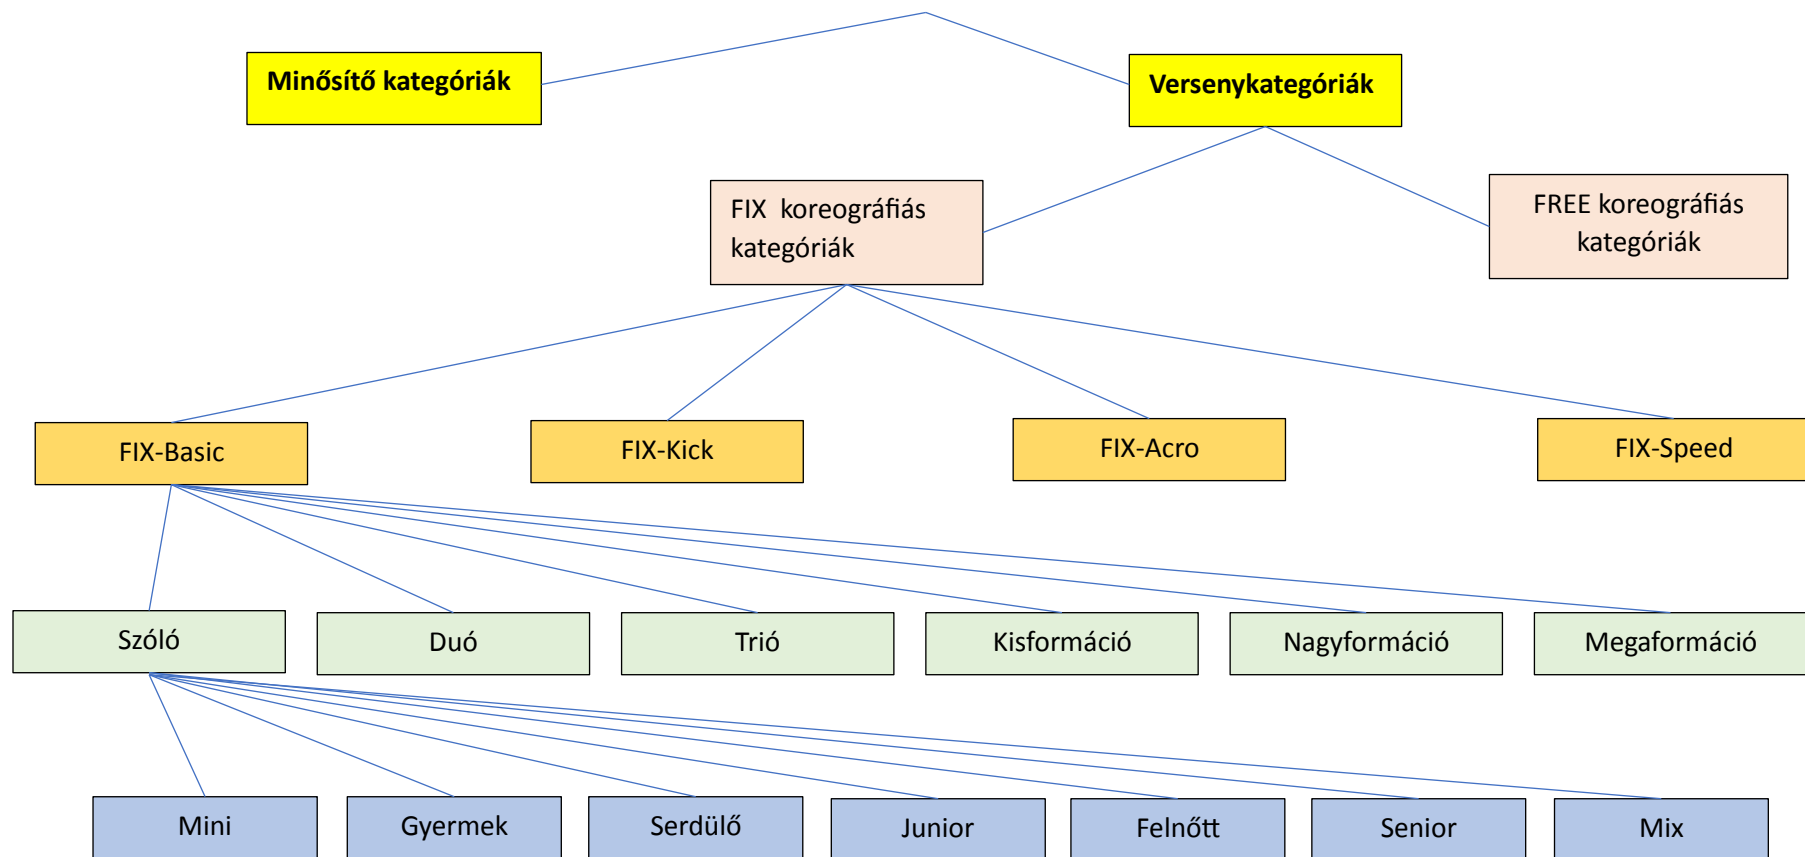 Minősítő kategóriák
Versenykategóriák
FIX koreográfiás
kategóriák
FREE koreográfiás
kategóriák
FIX-Basic
FIX-Kick
FIX-Acro
FIX-Speed
Szóló
Duó
Trió
Kisformáció
Nagyformáció
Megaformáció
Mini
Gyermek
Serdülő
Junior
Felnőtt
Senior
Mix